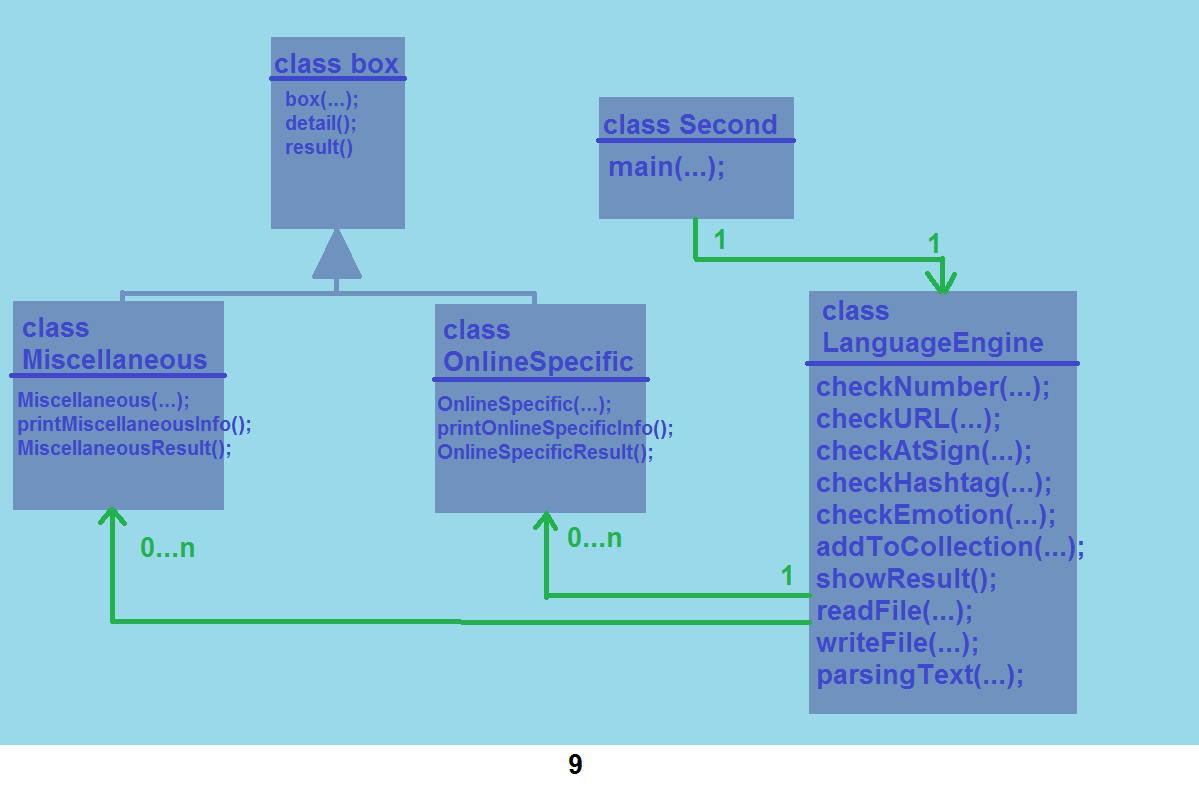 class box
box(...);
detail();
result()
class Second
main(...);
1
1
class
Miscellaneous
Miscellaneous(...);
printMiscellaneousInfo();
MiscellaneousResult();
class
OnlineSpecific
OnlineSpecific(...);
printOnlineSpecificInfo();
OnlineSpecificResult();
class
LanguageEngine
checkNumber(...);
checkURL(...);
checkAtSign(...);
checkHashtag(...);
checkEmotion(...);
addToCollection(...);
showResult();
readFile(...);
writeFile(...);
parsingText(...);
0...n
0...n
1
9